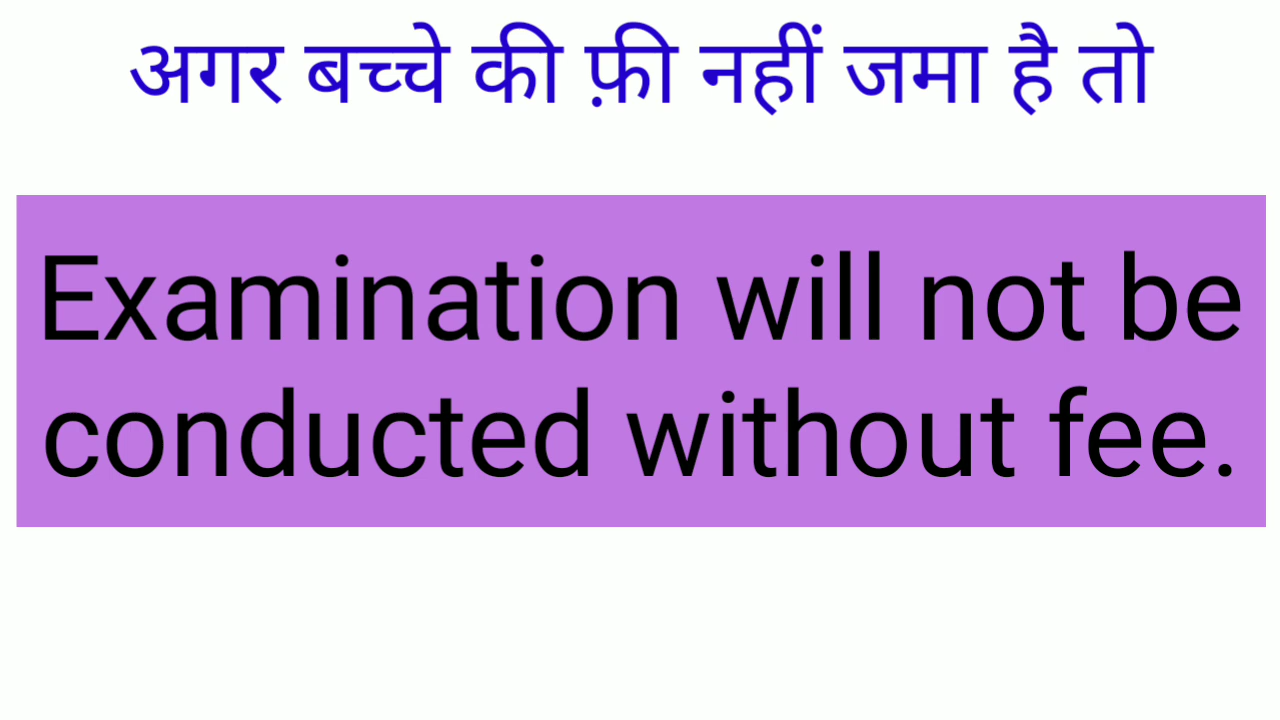 अगर बच्चे की फ़ी नहीं जमा है तो
Examination will not be
conducted without fee.